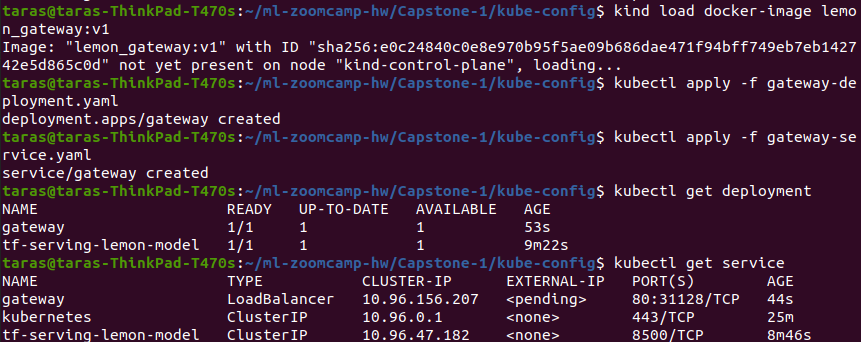 taras@taras-ThinkPad-T470s:~/ml-zoomcamp-hw/Capstone-1/kube-config$ kind load docker-image lemo
n_gateway:v1
Image: "lemon_gateway:v1" with ID "sha256:e0c24840c0e8e970b95f5ae09b686dae471f94bff749eb7eb1427
42e5d865c0d" not yet present on node "kind-control-plane", loading...
taras@taras-ThinkPad-T470s:~/ml-zoomcamp-hw/Capstone-1/kube-config$ kubectl apply -f gateway-de
ployment.yaml
deployment.apps/gateway created
taras@taras-ThinkPad-T470s:~/ml-zoomcamp-hw/Capstone-1/kube-config$ kubectl apply -f gateway-se
rvice.yaml
service/gateway created
taras@taras-ThinkPad-T470s:~/ml-zoomcamp-hw/Capstone-1/kube-config$ kubectl get deployment
NAME                     READY   UP-TO-DATE   AVAILABLE   AGE
gateway                  1/1     1            1           53s
tf-serving-lemon-model   1/1     1            1           9m22s
taras@taras-ThinkPad-T470s:~/ml-zoomcamp-hw/Capstone-1/kube-config$ kubectl get service
NAME                     TYPE           CLUSTER-IP      EXTERNAL-IP   PORT(S)        AGE
gateway                  LoadBalancer   10.96.156.207   <pending>     80:31128/TCP   44s
kubernetes               ClusterIP      10.96.0.1       <none>        443/TCP        25m
tf-serving-lemon-model   ClusterIP      10.96.47.182    <none>        8500/TCP       8m46s